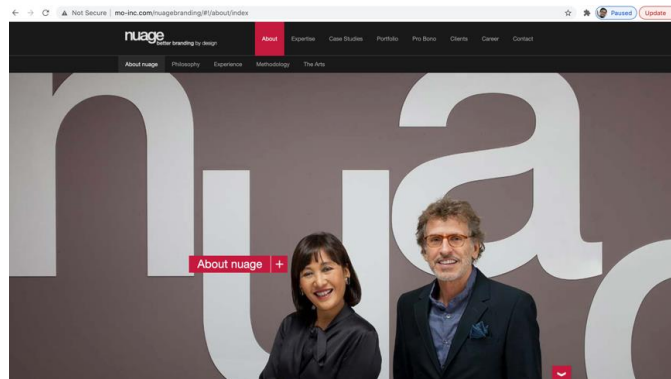 Not Secure | mo-inc.com/nuagebranding/#!/about/index
Paused
Update
nuage
better branding by design
About Expertise Case Studies Portfolio Pro Bono Clients Career Contact
About nuage Philosophy Experience Methodology The Arts
nuag
About nuage +